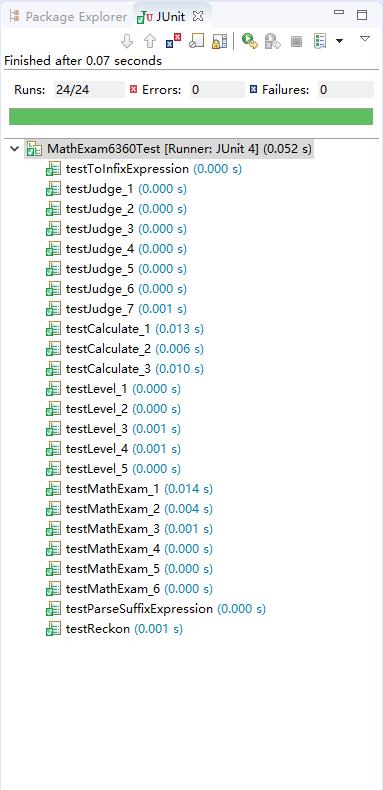 Package Explorer JUnit
Finished after 0.07 seconds
Runs: 24/24 Errors: 0 Failures: 0
MathExam6360Test [Runner: JUnit 4] (0.052 s)
testToInfixExpression (0.000 s)
testJudge_1 (0.000 s)
testJudge_2 (0.000 s)
testJudge_3 (0.000 s)
testJudge_4 (0.000 s)
testJudge_5 (0.000 s)
testJudge_6 (0.000 s)
testJudge_7 (0.001 s)
testCalculate_1 (0.013 s)
testCalculate_2 (0.006 s)
testCalculate_3 (0.010 s)
testLevel_1 (0.000 s)
testLevel_2 (0.000 s)
testLevel_3 (0.001 s)
testLevel_4 (0.001 s)
testLevel_5 (0.000 s)
testMathExam_1 (0.014 s)
testMathExam_2 (0.004 s)
testMathExam_3 (0.001 s)
testMathExam_4 (0.000 s)
testMathExam_5 (0.000 s)
testMathExam_6 (0.000 s)
testParseSuffixExpression (0.000 s)
testReckon (0.001 s)